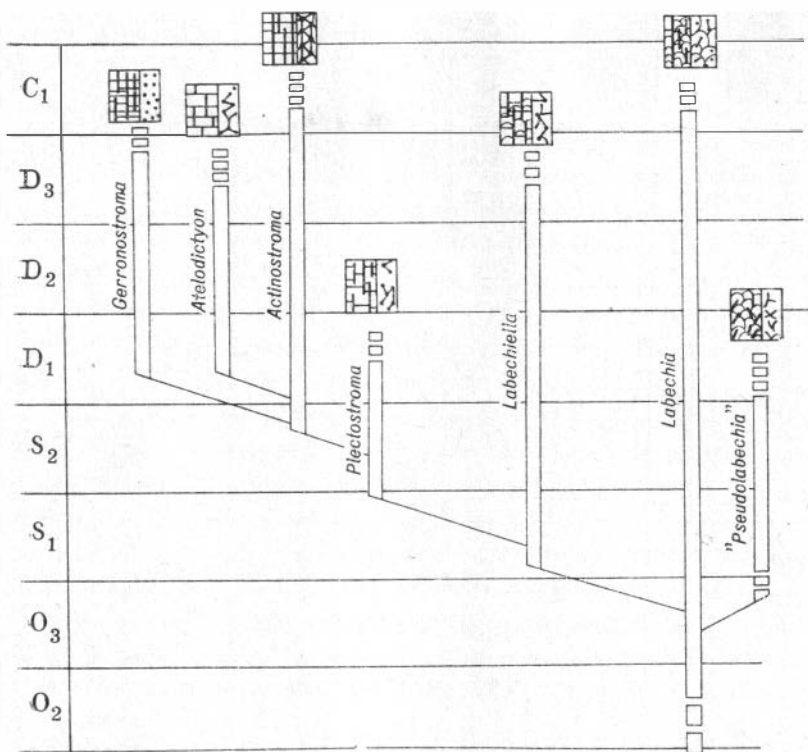 C1
D3
D2
D1
S2
S1
O3
O2
Gerronostroma
Atelodictyon
Actinostroma
Plectostroma
Labechiella
Labechia
"Pseudolabechia"